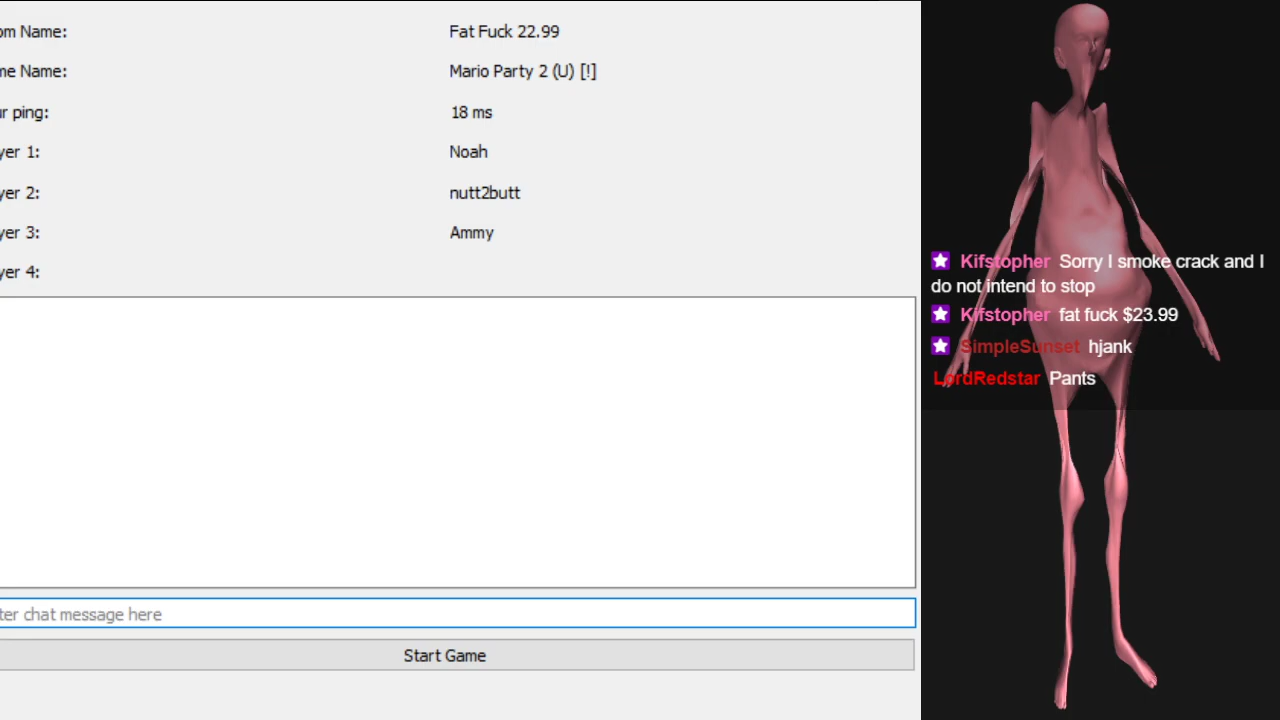 om Name: Fat Fuck 22.99
me Name: Mario Party 2 (U) [!]
ur ping: 18 ms
yer 1: Noah
yer 2: nutt2butt
yer 3: Ammy
yer 4:
ter chat message here
Start Game
Kifstopher Sorry I smoke crack and I
do not intend to stop
Kifstopher fat fuck $23.99
SimpleSunset hjank
LordRedstar Pants